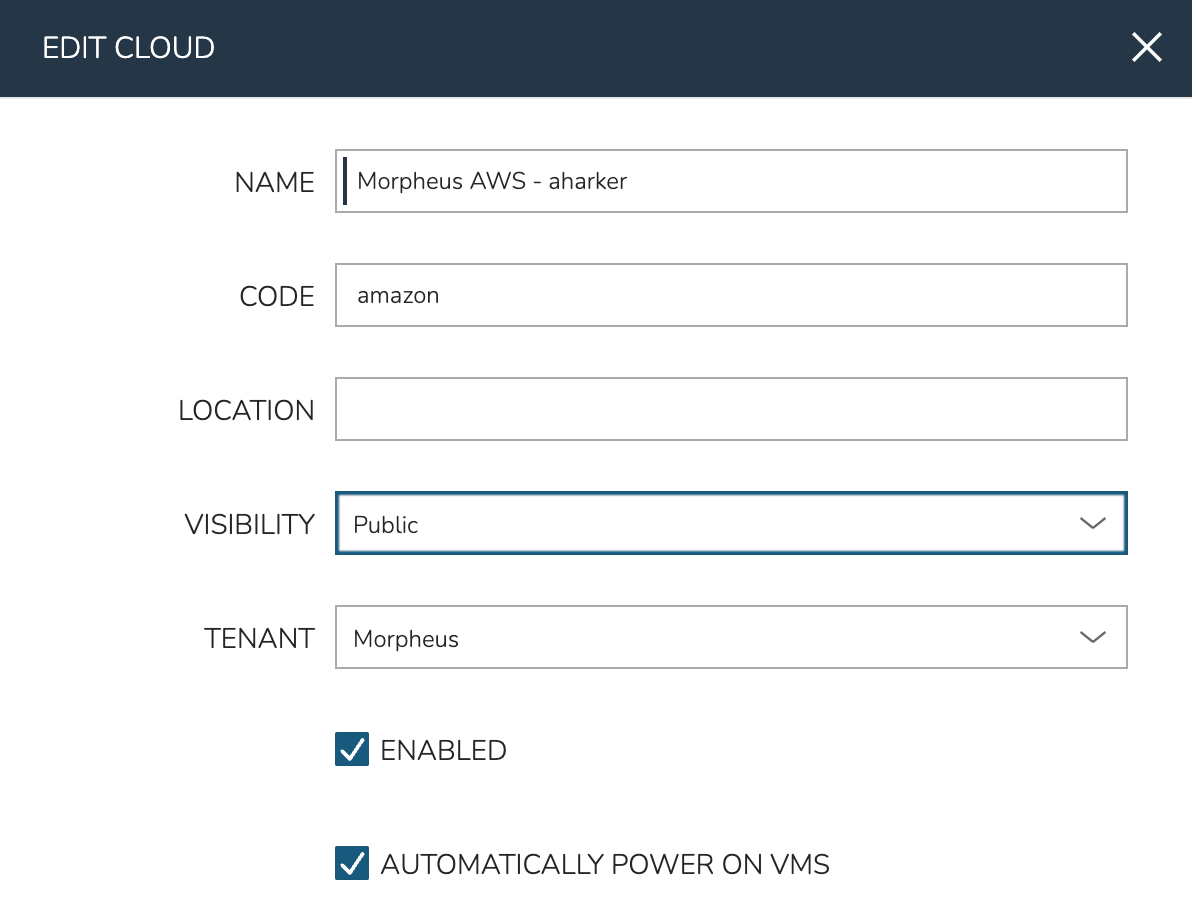 EDIT CLOUD
NAME Morpheus AWS - aharker
CODE amazon
LOCATION
VISIBILITY Public
TENANT Morpheus
ENABLED
AUTOMATICALLY POWER ON VMS